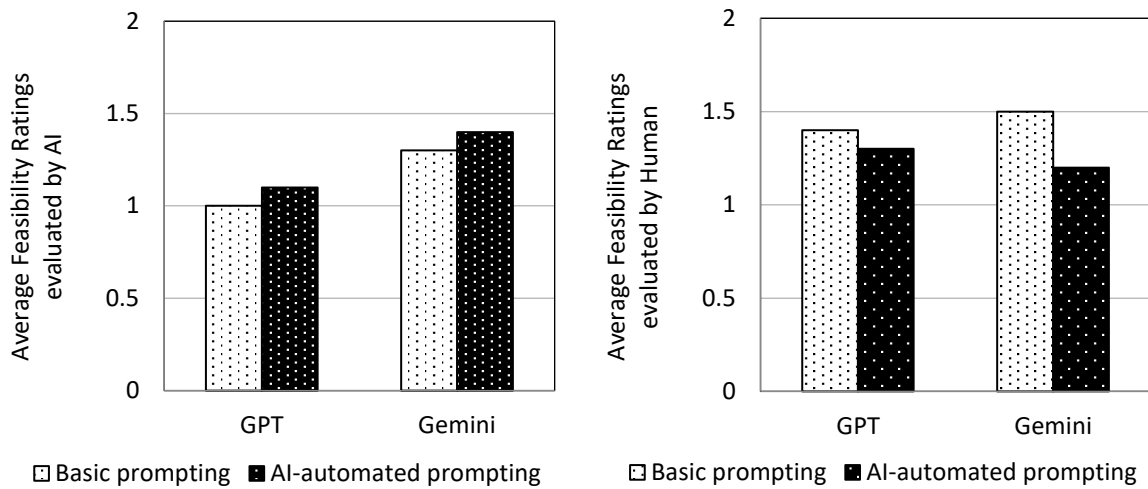 Average Feasibility Ratings
evaluated by AI
2
1.5
1
0.5
0
GPT
Gemini
Basic prompting
AI-automated prompting
Average Feasibility Ratings
evaluated by Human
2
1.5
1
0.5
0
GPT
Gemini
Basic prompting
AI-automated prompting